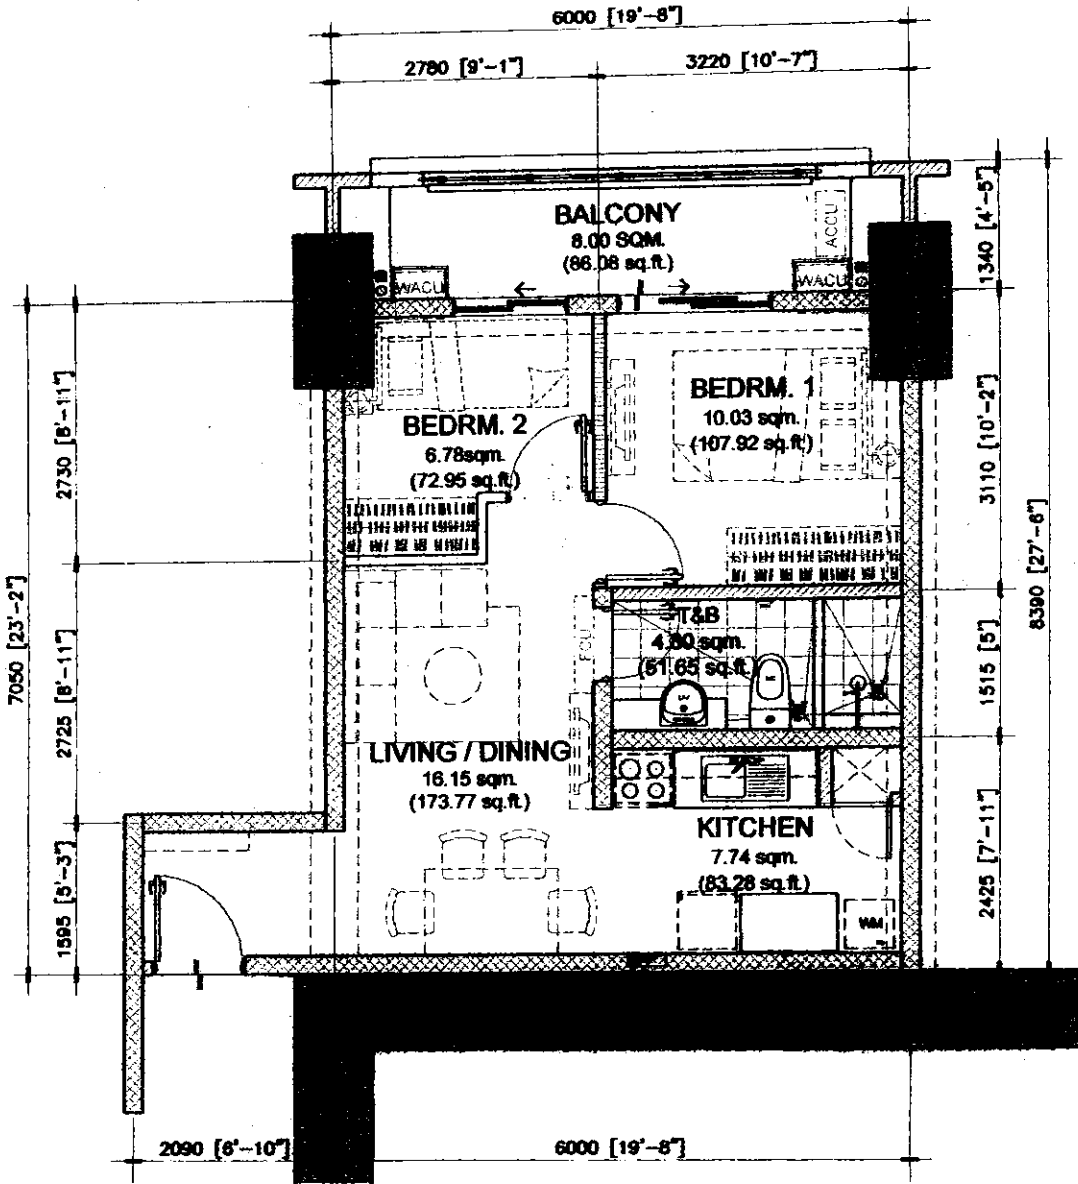 6000 [19'-8"]
2780 [9'-1"]
3220 [10'-7"]
BALCONY
8.00 SQM.
(86.08 sq.ft.)
ACCU
WACU
WACU
1340 [4'-5"]
BEDRM. 2
6.78sqm.
(72.95 sq.ft.)
BEDRM. 1
10.03 sqm.
(107.92 sq.ft.)
2730 [8'-11"]
3110 [10'-2"]
7050 [23'-2"]
8390 [27'-6"]
T&B
4.80 sqm.
(51.65 sq.ft.)
FCU
2725 [8'-11"]
1515 [5']
LIVING / DINING
16.15 sqm.
(173.77 sq.ft.)
KITCHEN
7.74 sqm.
(83.28 sq.ft.)
WM
1595 [5'-3"]
2425 [7'-11"]
2090 [6'-10"]
6000 [19'-8"]